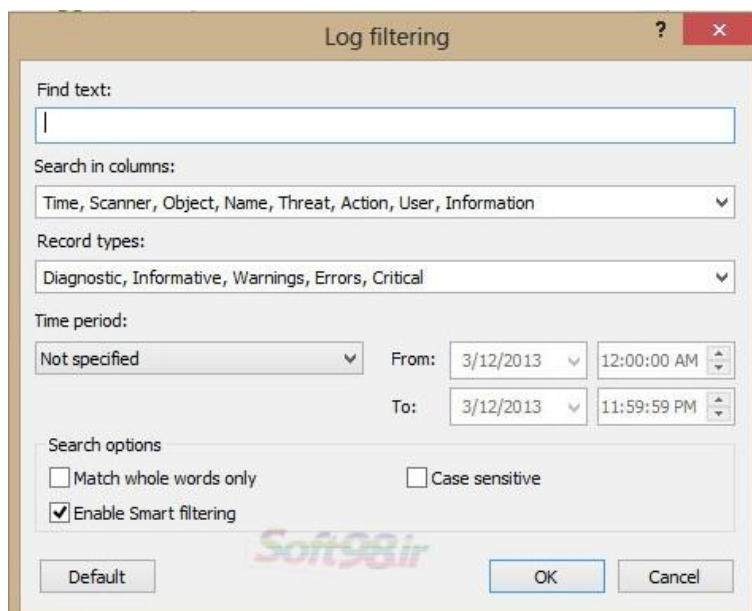 Log filtering
?
Find text:
Search in columns:
Time, Scanner, Object, Name, Threat, Action, User, Information
Record types:
Diagnostic, Informative, Warnings, Errors, Critical
Time period:
Not specified From: 3/12/2013 12:00:00 AM
To: 3/12/2013 11:59:59 PM
Search options
Match whole words only Case sensitive
Enable Smart filtering
Soft98.ir
Default OK Cancel